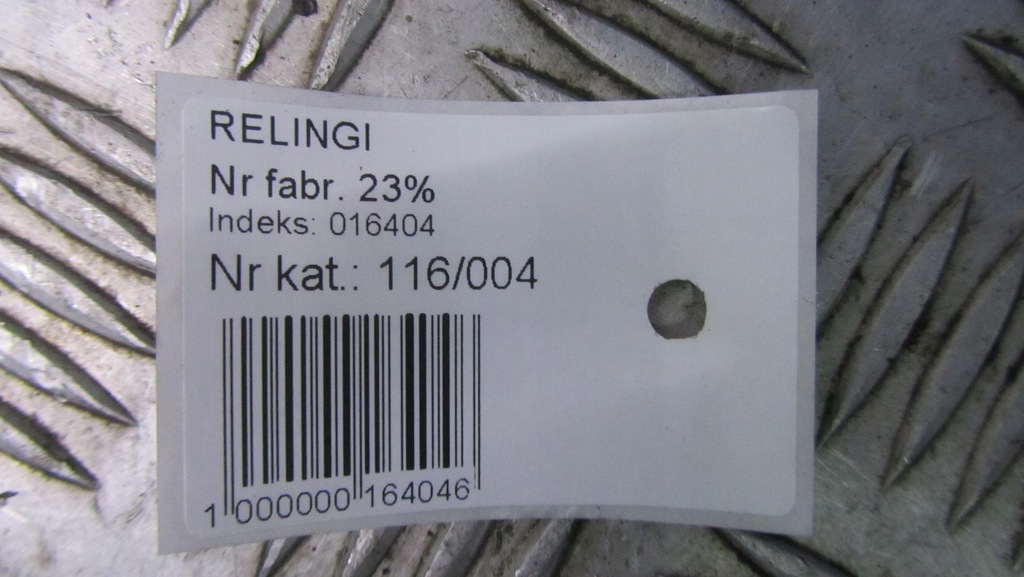 RELINGI
Nr fabr. 23%
Indeks: 016404
Nr kat.: 116/004
1 000000 164046